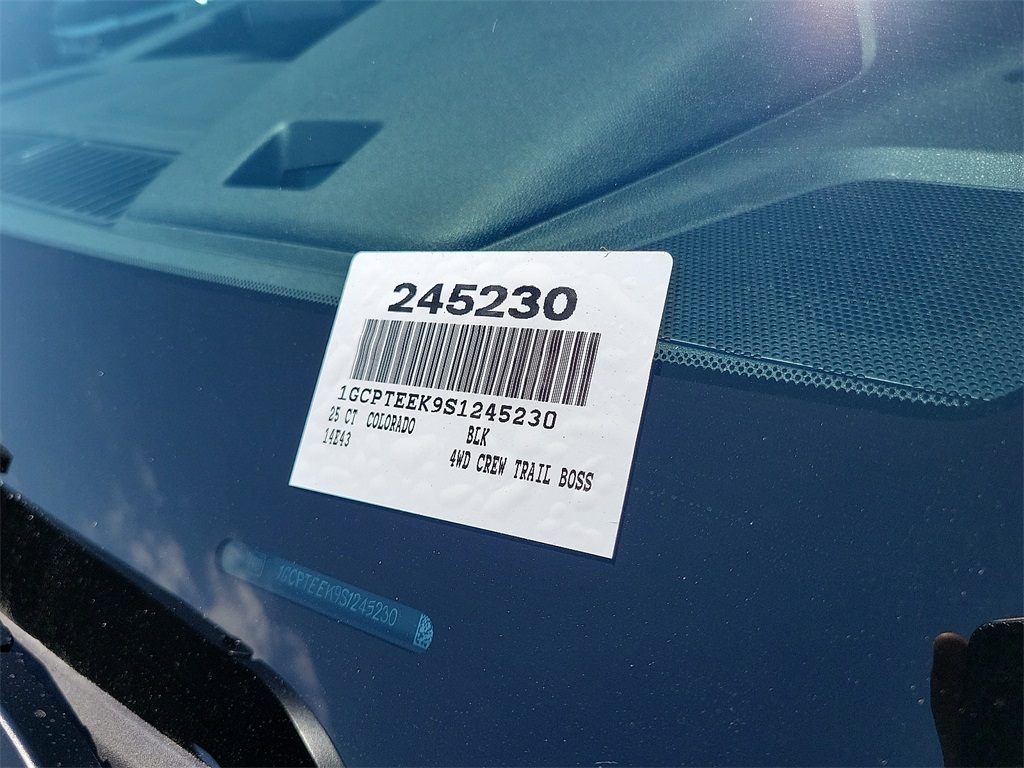 245230
1GCPTEEK9S1245230
25 CT COLORADO BLK
14E43 4WD CREW TRAIL BOSS
1GCPTEEK9S1245230